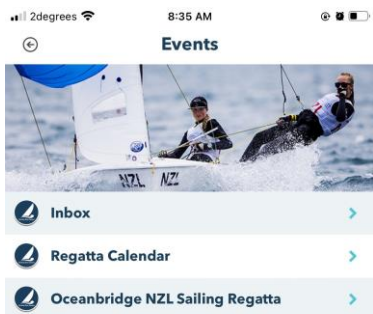 2degrees 8:35 AM
Events
NZL NZL
Inbox
Regatta Calendar
Oceanbridge NZL Sailing Regatta